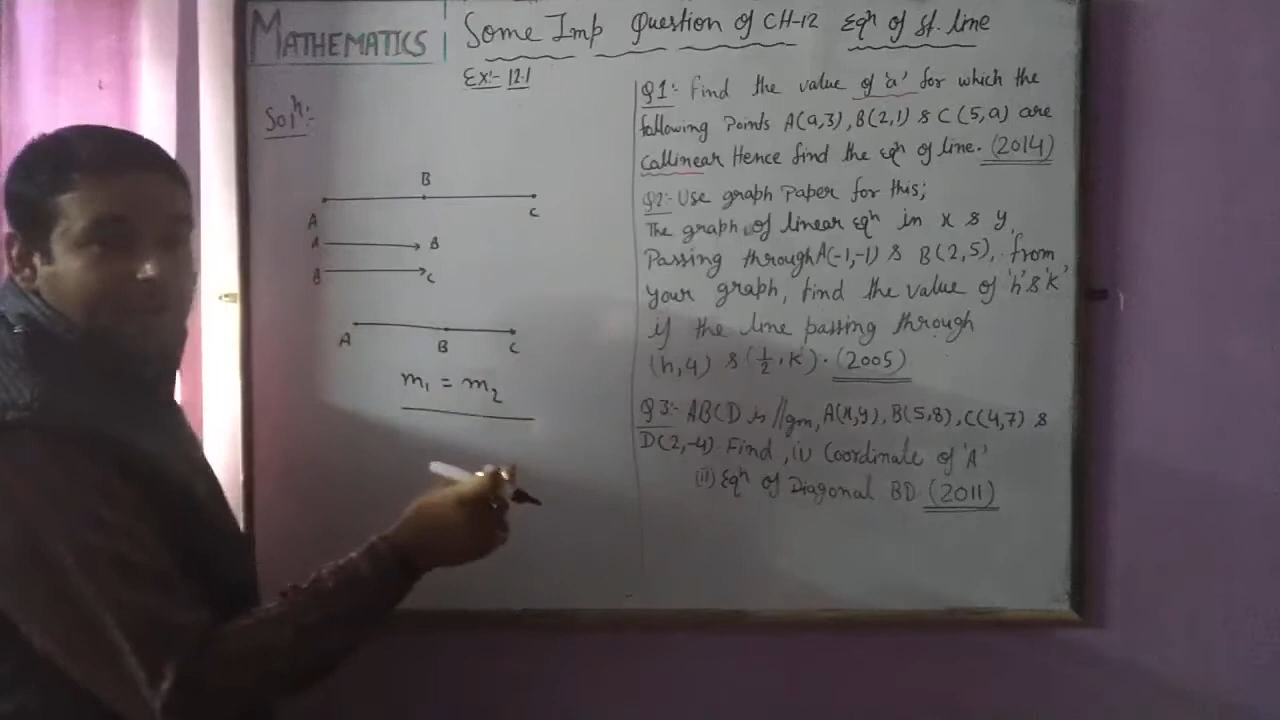 MATHEMATICS
Some Imp Question of CH-12 Eqn of st. line
Ex:- 12.1
Soln:-
A B C
A B
B C
A B C
m₁ = m₂
Q1:- Find the value of 'a' for which the
following Points A(a,3), B(2,1) & C(5,a) are
callinear Hence find the eqn of line. (2014)
Q2:- Use graph Paper for this;
The graph of linear eqn in x & y,
Passing through A(-1,-1) & B(2,5), from
your graph, find the value of 'h' & 'k'
if the line passing through
(h,4) & (1/2, k). (2005)
Q3:- ABCD is //gm, A(x,y), B(5,8), C(4,7) &
D(2,-4). Find, (i) Coordinate of 'A'
(ii) Eqn of Diagonal BD (2011)